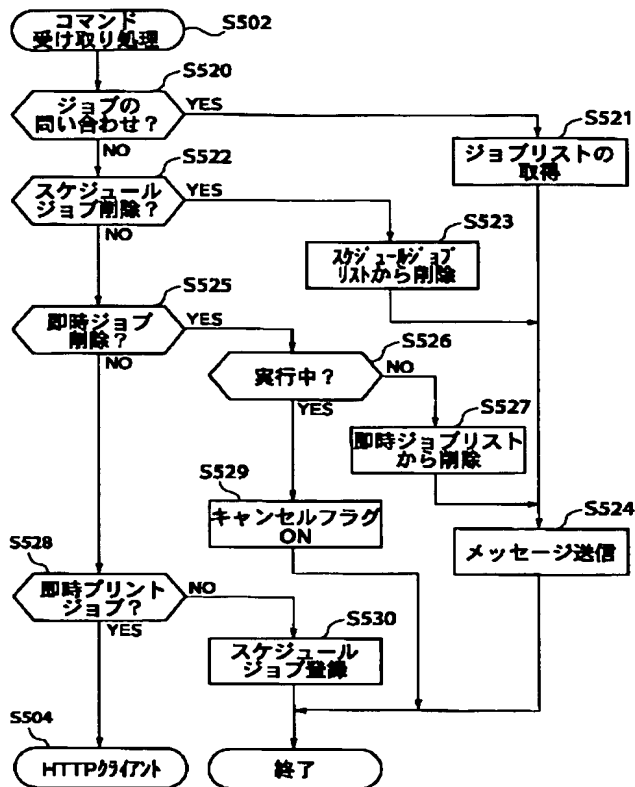 コマンド
受け取り処理
S502
S520
ジョブの
問い合わせ？
YES
NO
S521
ジョブリストの
取得
S522
スケジュール
ジョブ削除？
YES
NO
S523
スケジュールジョブ
リストから削除
S525
即時ジョブ
削除？
YES
NO
S526
実行中？
NO
YES
S527
即時ジョブリスト
から削除
S529
キャンセルフラグ
ON
S524
メッセージ送信
S528
即時プリント
ジョブ？
NO
YES
S530
スケジュール
ジョブ登録
S504
HTTPクライアント
終了